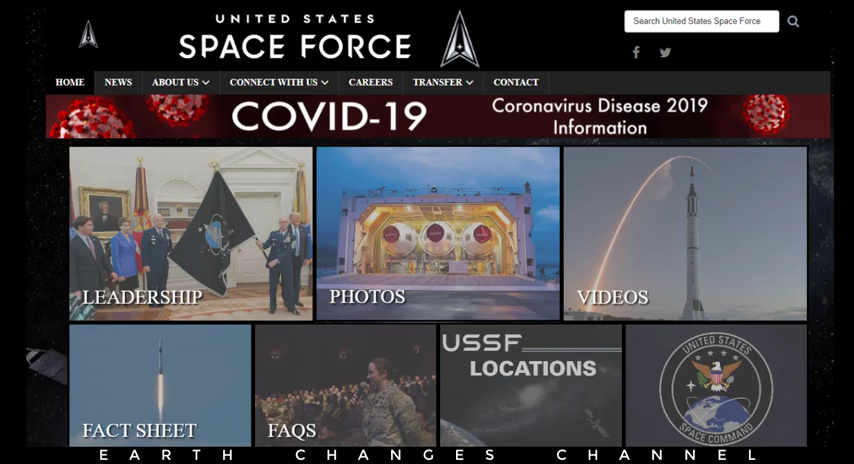 UNITED STATES
SPACE FORCE
Search United States Space Force
HOME NEWS ABOUT US CONNECT WITH US CAREERS TRANSFER CONTACT
COVID-19
Coronavirus Disease 2019
Information
LEADERSHIP
PHOTOS
VIDEOS
FACT SHEET
FAQS
USSF
LOCATIONS
UNITED STATES
SPACE COMMAND
EARTH CHANGES CHANNEL